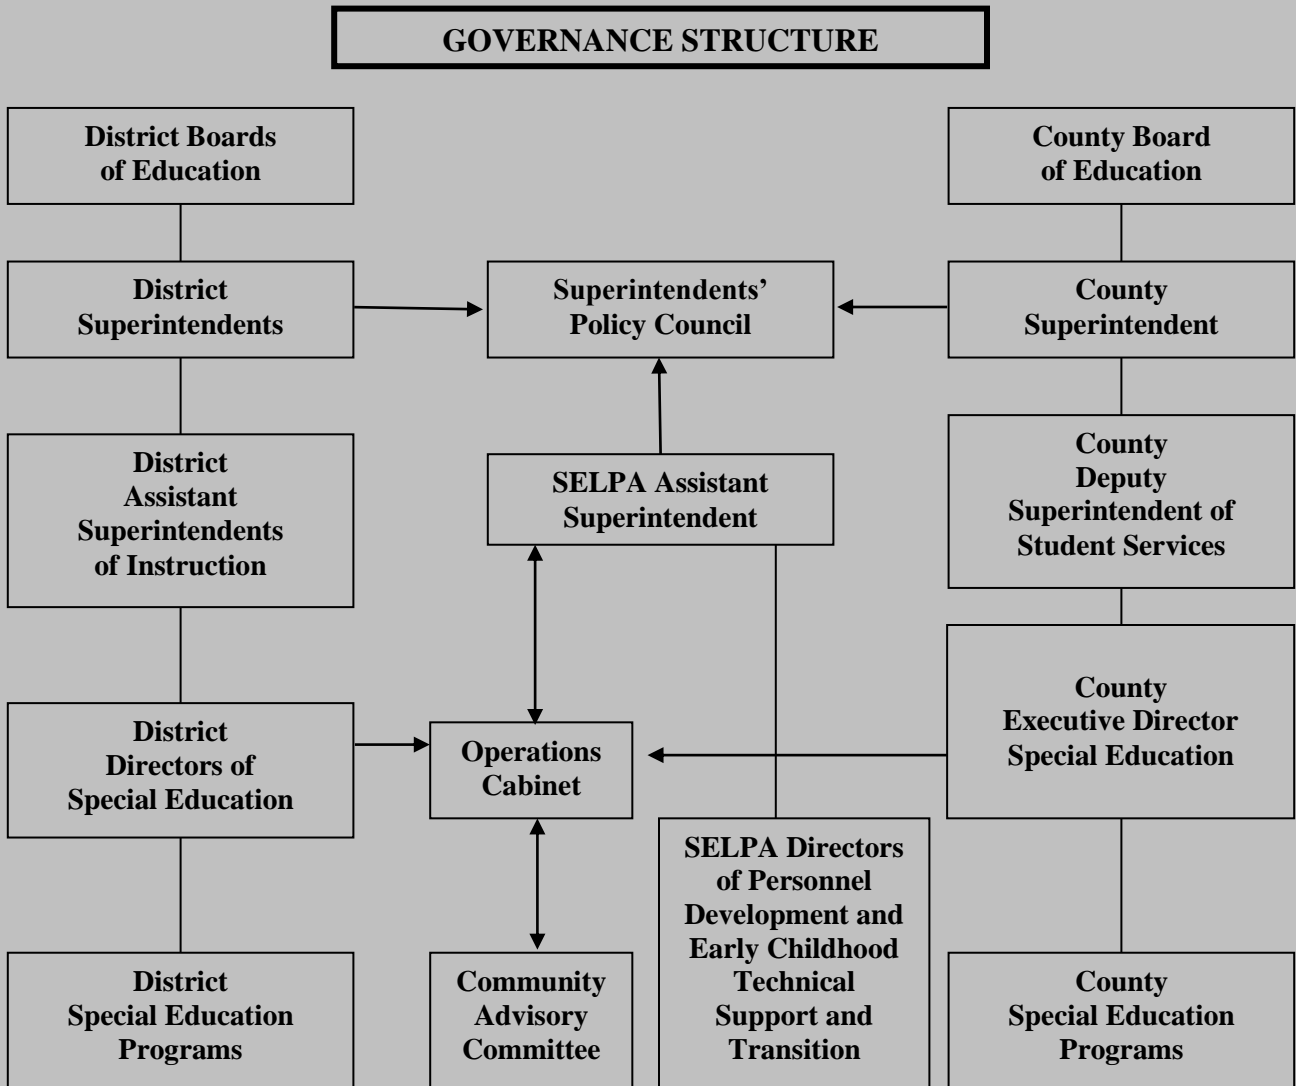 GOVERNANCE STRUCTURE
District Boards
of Education
County Board
of Education
District
Superintendents
Superintendents’
Policy Council
County
Superintendent
District
Assistant
Superintendents
of Instruction
SELPA Assistant
Superintendent
County
Deputy
Superintendent of
Student Services
District
Directors of
Special Education
Operations
Cabinet
County
Executive Director
Special Education
SELPA Directors
of Personnel
Development and
Early Childhood
Technical
Support and
Transition
District
Special Education
Programs
Community
Advisory
Committee
County
Special Education
Programs